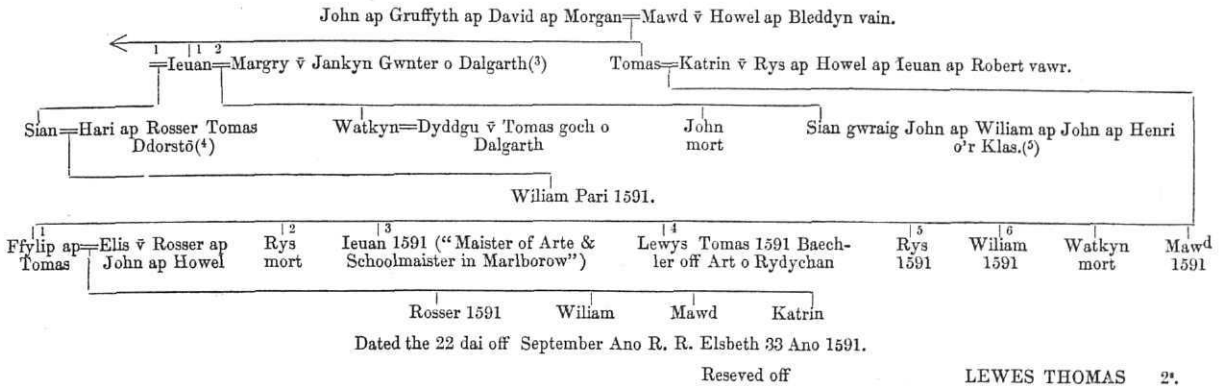 John ap Gruffyth ap David ap Morgan=Mawd v̄ Howel ap Bleddyn vain.
1 1 2
=Ieuan=Margry v̄ Jankyn Gwnter o Dalgarth(³) Tomas=Katrin v̄ Rys ap Howel ap Ieuan ap Robert vawr.
Sian=Hari ap Rosser Tomas Watkyn=Dyddgu v̄ Tomas goch o John Sian gwraig John ap Wiliam ap John ap Henri
Ddorstō(⁴) Dalgarth mort o'r Klas.(⁵)
Wiliam Pari 1591.
1 2 3 4 5 6
Ffylip ap=Elis v̄ Rosser ap Rys Ieuan 1591 ("Maister of Arte & Lewys Tomas 1591 Baech- Rys Wiliam Watkyn Mawd
Tomas John ap Howel mort Schoolmaister in Marlborow") ler off Art o Rydychan 1591 1591 mort 1591
Rosser 1591 Wiliam Mawd Katrin
Dated the 22 dai off September Ano R. R. Elsbeth 33 Ano 1591.
Reseved off LEWES THOMAS 2ˢ.